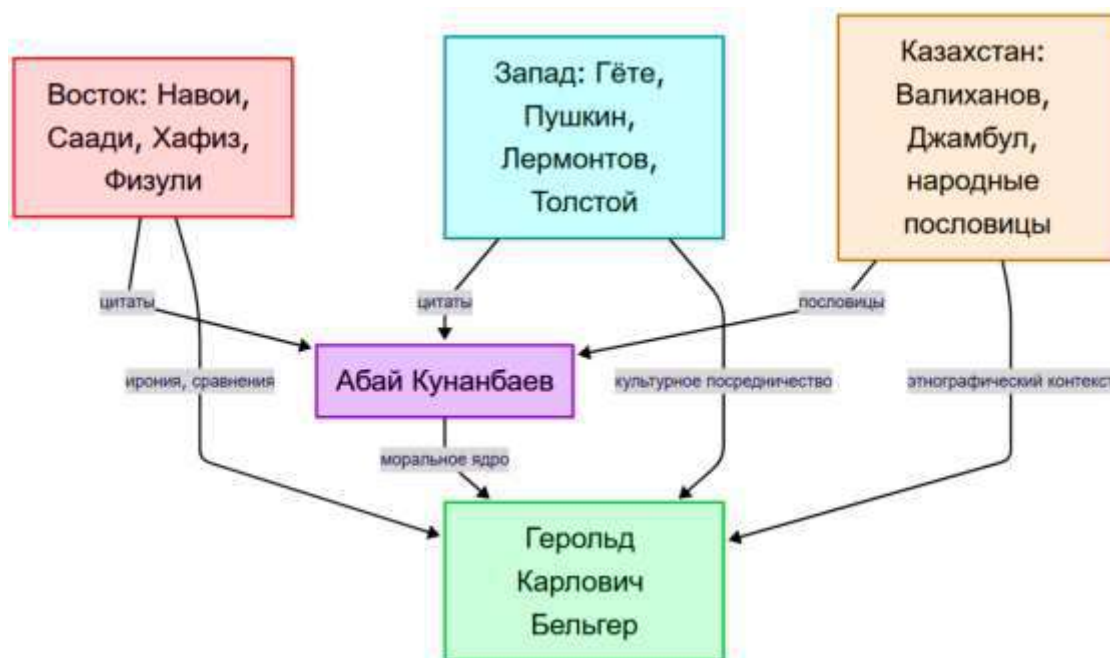 Восток: Навои,
Саади, Хафиз,
Физули
Запад: Гёте,
Пушкин,
Лермонтов,
Толстой
Казахстан:
Валиханов,
Джамбул,
народные
пословицы
цитаты
цитаты
пословицы
Абай Кунанбаев
ирония, сравнения
культурное посредничество
этнографический контекст
моральное ядро
Герольд
Карлович
Бельгер